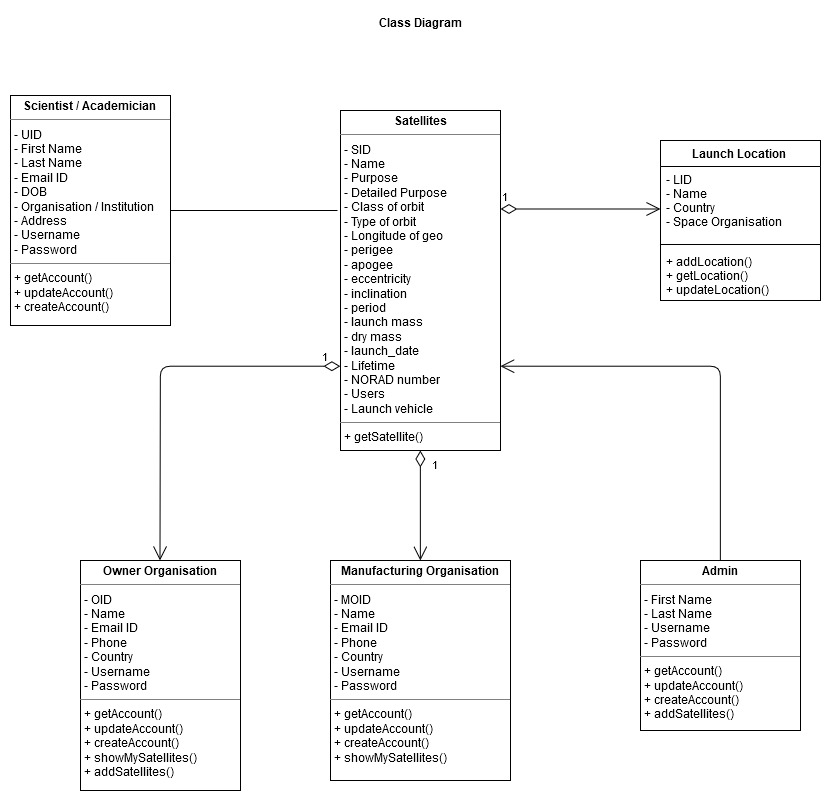 Class Diagram
Scientist / Academician
- UID
- First Name
- Last Name
- Email ID
- DOB
- Organisation / Institution
- Address
- Username
- Password
+ getAccount()
+ updateAccount()
+ createAccount()
Satellites
- SID
- Name
- Purpose
- Detailed Purpose
- Class of orbit
- Type of orbit
- Longitude of geo
- perigee
- apogee
- eccentricity
- inclination
- period
- launch mass
- dry mass
- launch_date
- Lifetime
- NORAD number
- Users
- Launch vehicle
+ getSatellite()
1
1
1
Launch Location
- LID
- Name
- Country
- Space Organisation
+ addLocation()
+ getLocation()
+ updateLocation()
Owner Organisation
- OID
- Name
- Email ID
- Phone
- Country
- Username
- Password
+ getAccount()
+ updateAccount()
+ createAccount()
+ showMySatellites()
+ addSatellites()
Manufacturing Organisation
- MOID
- Name
- Email ID
- Phone
- Country
- Username
- Password
+ getAccount()
+ updateAccount()
+ createAccount()
+ showMySatellites()
Admin
- First Name
- Last Name
- Username
- Password
+ getAccount()
+ updateAccount()
+ createAccount()
+ addSatellites()